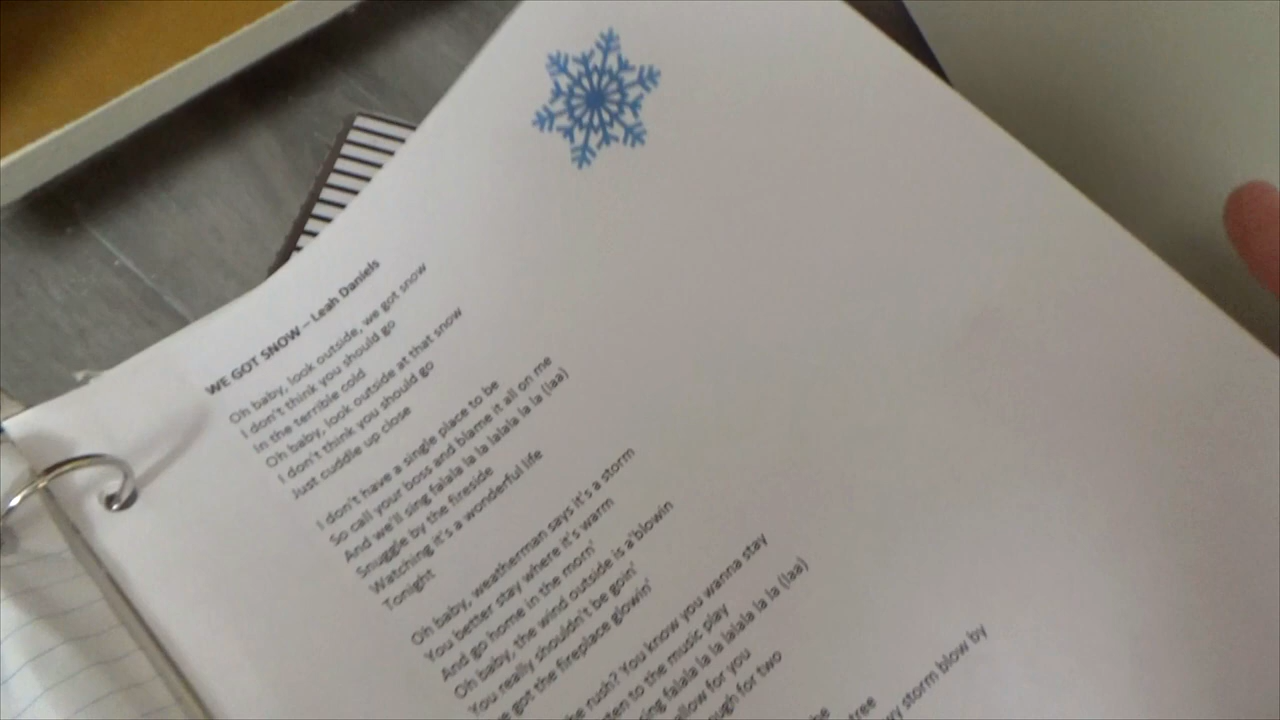 WE GOT SNOW – Leah Daniels
Oh baby, look outside, we got snow
I don't think you should go
In the terrible cold
Oh baby, look outside at that snow
I don't think you should go
Just cuddle up close
I don't have a single place to be
So call your boss and blame it all on me
And we'll sing falala la la lalala la la (laa)
Snuggle by the fireside
Watching it's a wonderful life
Tonight
Oh baby, weatherman says it's a storm
You better stay where it's warm
And go home in the morn'
Oh baby, the wind outside is a'blowin
You really shouldn't be goin'
got the fireplace glowin'
rush? You know you wanna stay
to the music play
falala la la lalala la la (laa)
for you
for two
tree
storm blow by